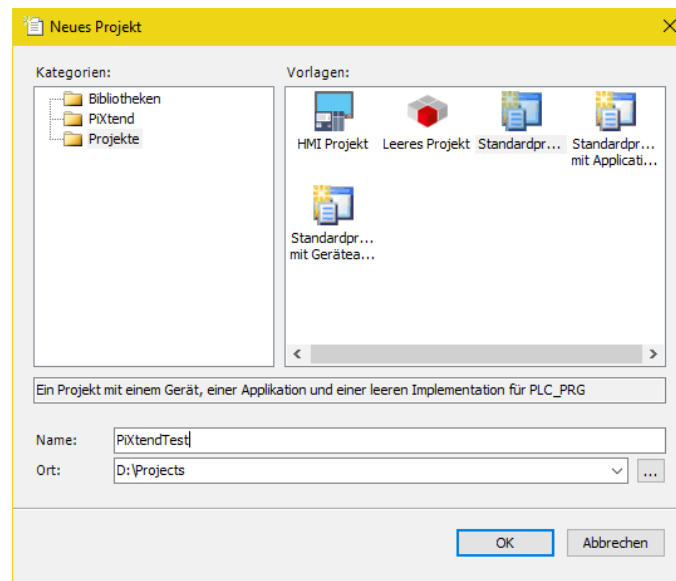 Neues Projekt
Kategorien:
Vorlagen:
Bibliotheken
PiXtend
Projekte
HMI Projekt
Leeres Projekt
Standardpr...
Standardpr...
mit Applicati...
Standardpr...
mit Gerätea...
Ein Projekt mit einem Gerät, einer Applikation und einer leeren Implementation für PLC_PRG
Name:
PiXtendTest
Ort:
D:\Projects
...
OK
Abbrechen